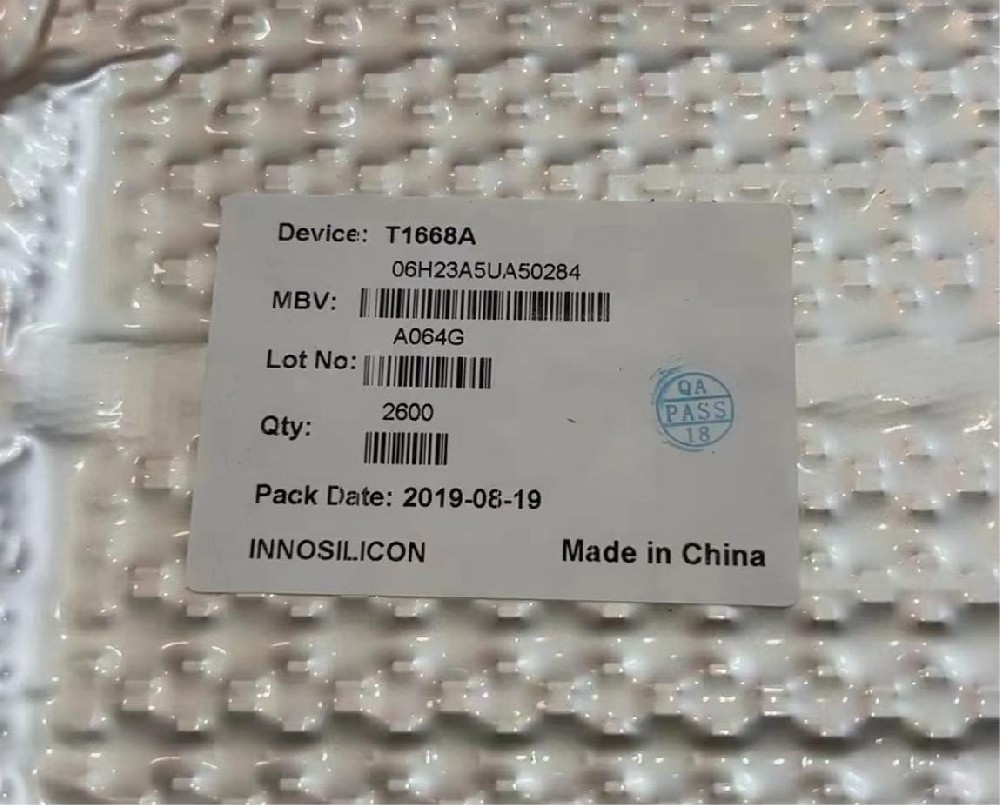 Device: T1668A
06H23A5UA50284
MBV:
A064G
Lot No:
2600
Qty:
Pack Date: 2019-08-19
INNOSILICON Made in China
QA
PASS
18